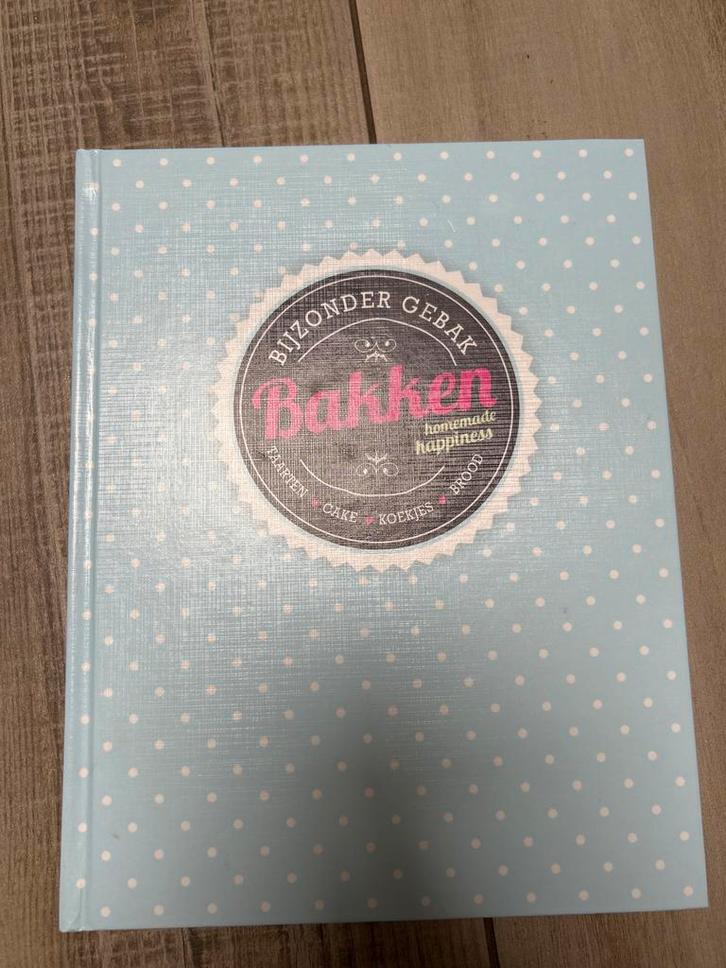 BIJZONDER GEBAK
Bakken
homemade
happiness
TAARTEN ♥ CAKE ♥ KOEKJES ♥ BROOD